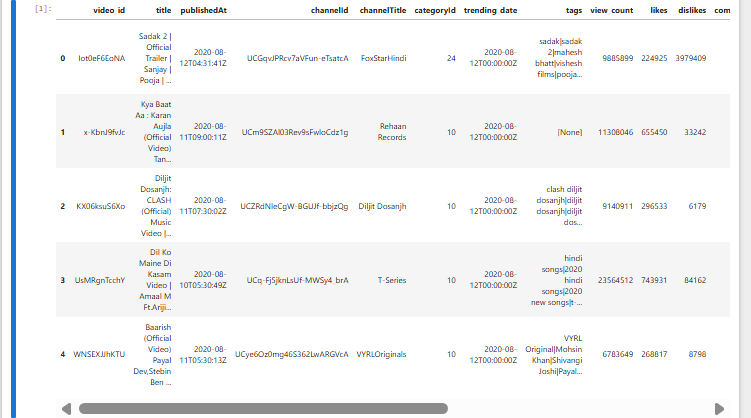 [1]:
video_id title publishedAt channelId channelTitle categoryId trending_date tags view_count likes dislikes com
Sadak 2 |
Official
Trailer |
Sanjay |
Pooja | ...
0 Iot0eF6EoNA 2020-08-
12T04:31:41Z UCGqvJPRcv7aVFun-eTsatcA FoxStarHindi 24 2020-08-
12T00:00:00Z sadak|sadak
2|mahesh
bhatt|vishesh
films|pooja... 9885899 224925 3979409
Kya Baat
Aa : Karan
Aujla
(Official
Video)
Tan...
1 x-KbnJ9fvJc 2020-08-
11T09:00:11Z UCm9SZAl03Rev9sFwloCdz1g Rehaan
Records 10 2020-08-
12T00:00:00Z [None] 11308046 655450 33242
Diljit
Dosanjh:
CLASH
(Official)
Music
Video |...
2 KX06ksuS6Xo 2020-08-
11T07:30:02Z UCZRdNleCgW-BGUJf-bbjzQg Diljit Dosanjh 10 2020-08-
12T00:00:00Z clash diljit
dosanjh|diljit
dosanjh|diljit
dos... 9140911 296533 6179
Dil Ko
Maine Di
Kasam
Video |
Amaal M
Ft.Ariji...
3 UsMRgnTcchY 2020-08-
10T05:30:49Z UCq-Fj5jknLsUf-MWSy4_brA T-Series 10 2020-08-
12T00:00:00Z hindi
songs|2020
hindi
songs|2020
new songs|t-... 23564512 743931 84162
Baarish
(Official
Video)
Payal
Dev,Stebin
Ben ...
4 WNSEXJJhKTU 2020-08-
11T05:30:13Z UCye6Oz0mg46S362LwARGVcA VYRLOriginals 10 2020-08-
12T00:00:00Z VYRL
Original|Mohsin
Khan|Shivangi
Joshi|Payal... 6783649 268817 8798